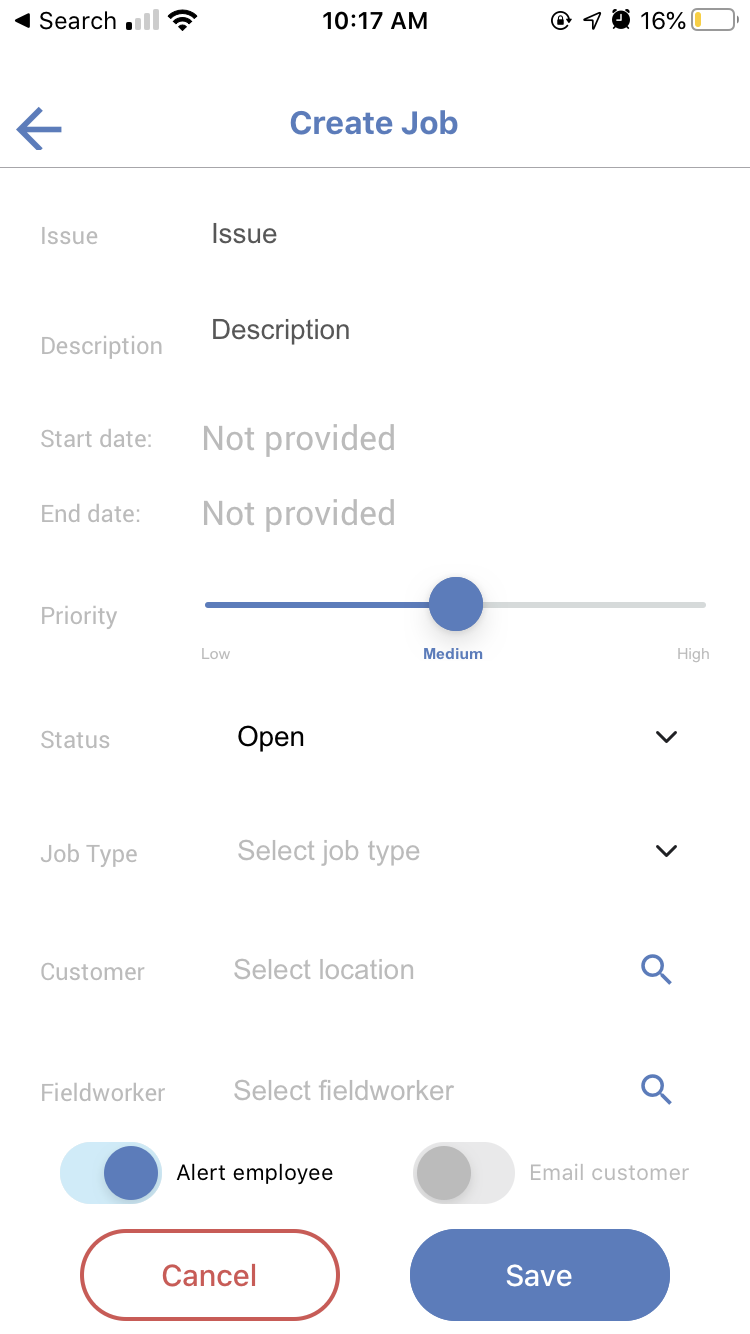 Search 10:17 AM 16%
Create Job
Issue Issue
Description Description
Start date: Not provided
End date: Not provided
Priority
Low Medium High
Status Open
Job Type Select job type
Customer Select location
Fieldworker Select fieldworker
Alert employee Email customer
Cancel Save